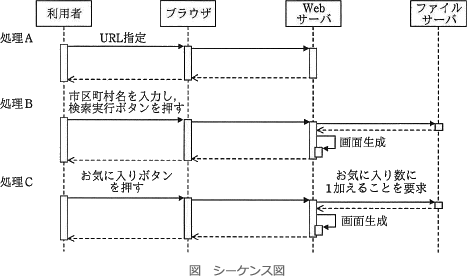 利用者
ブラウザ
Web
サーバ
ファイル
サーバ
処理A
URL指定
処理B
市区町村名を入力し,
検索実行ボタンを押す
画面生成
処理C
お気に入りボタン
を押す
お気に入り数に
1加えることを要求
画面生成
図 シーケンス図